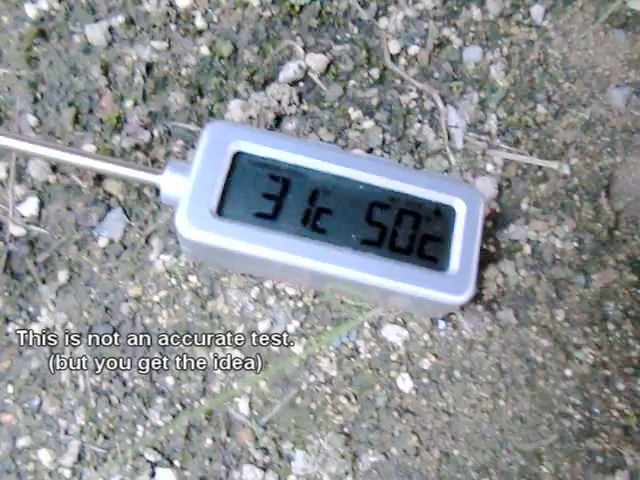 31c 50c
This is not an accurate test.
(but you get the idea)